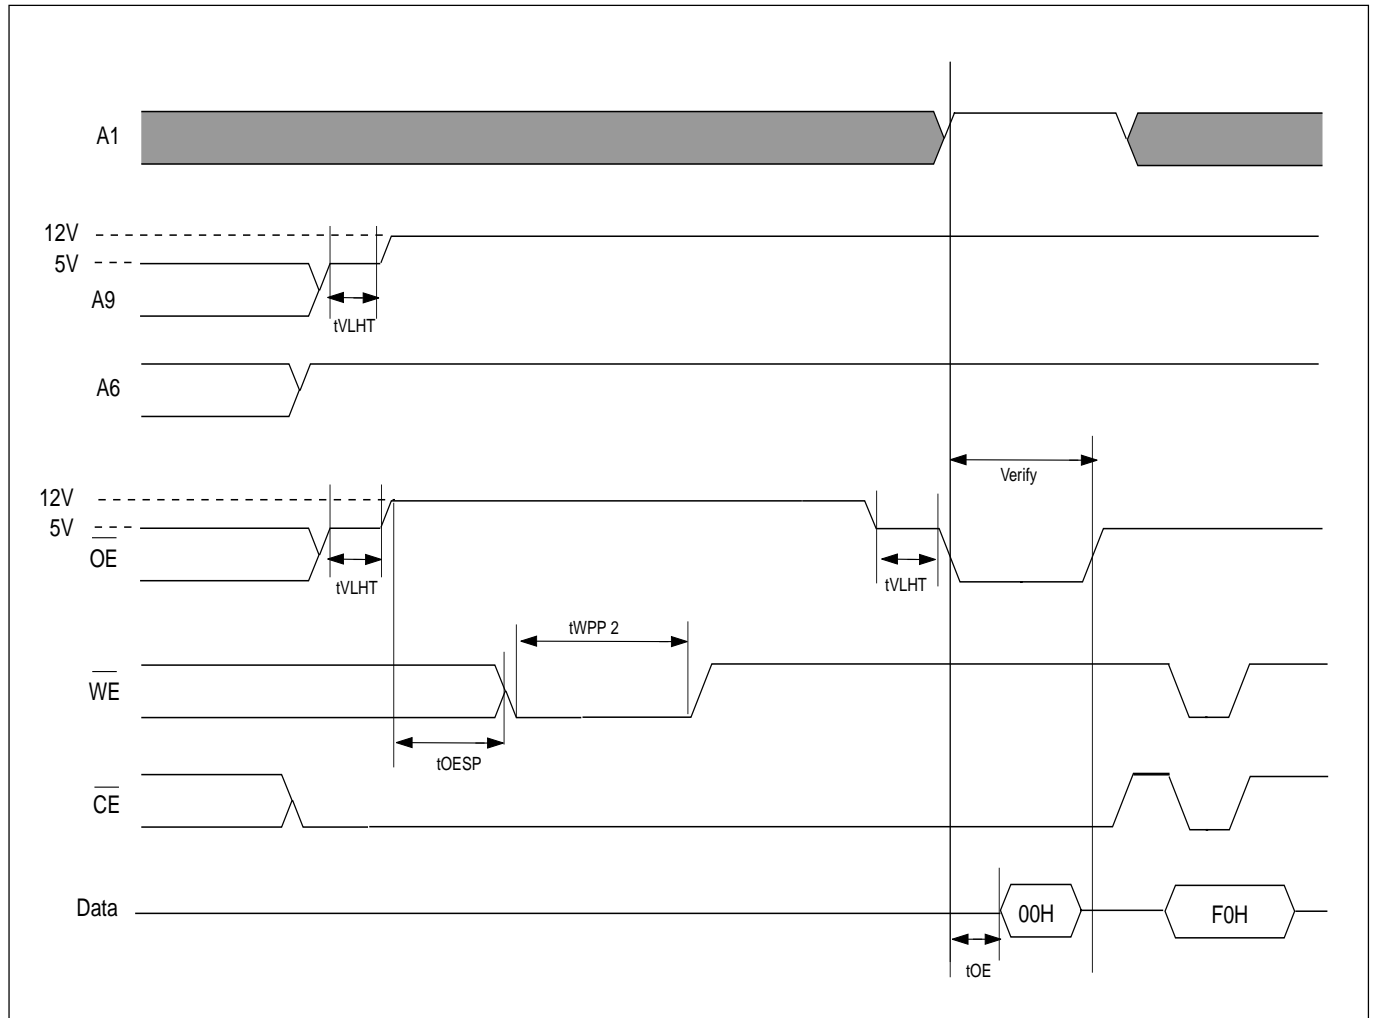 A1
12V
5V
A9
tVLHT
A6
Verify
12V
5V
OE
tVLHT
tVLHT
tWPP 2
WE
tOESP
CE
Data
00H
F0H
tOE